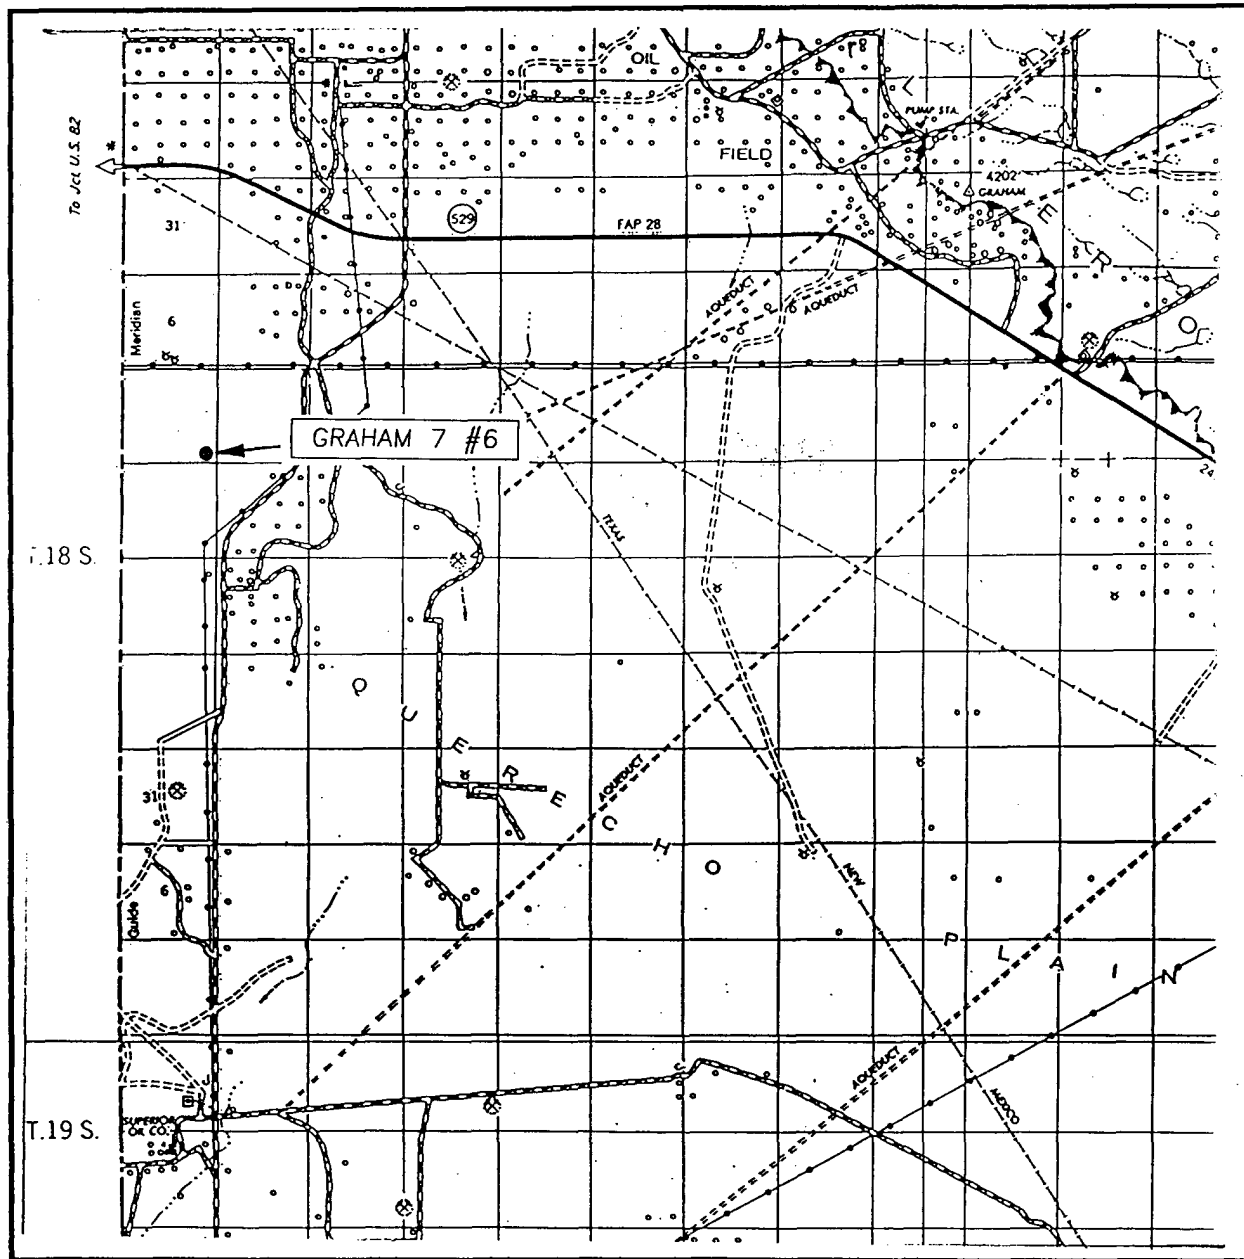 OIL
To Jct U.S. 82
PUMP STA.
FIELD
4202
GRAHAM
L
E
R
O
31
529
FAP 28
AQUEDUCT
AQUEDUCT
Meridian
6
GRAHAM 7 #6
24
TEXAS
T.18 S.
Q U E R E C H O
P L A I N
AQUEDUCT
31
NEW
6
Guide
AQUEDUCT
MEXICO
SUPERIOR
OIL CO.
T.19 S.